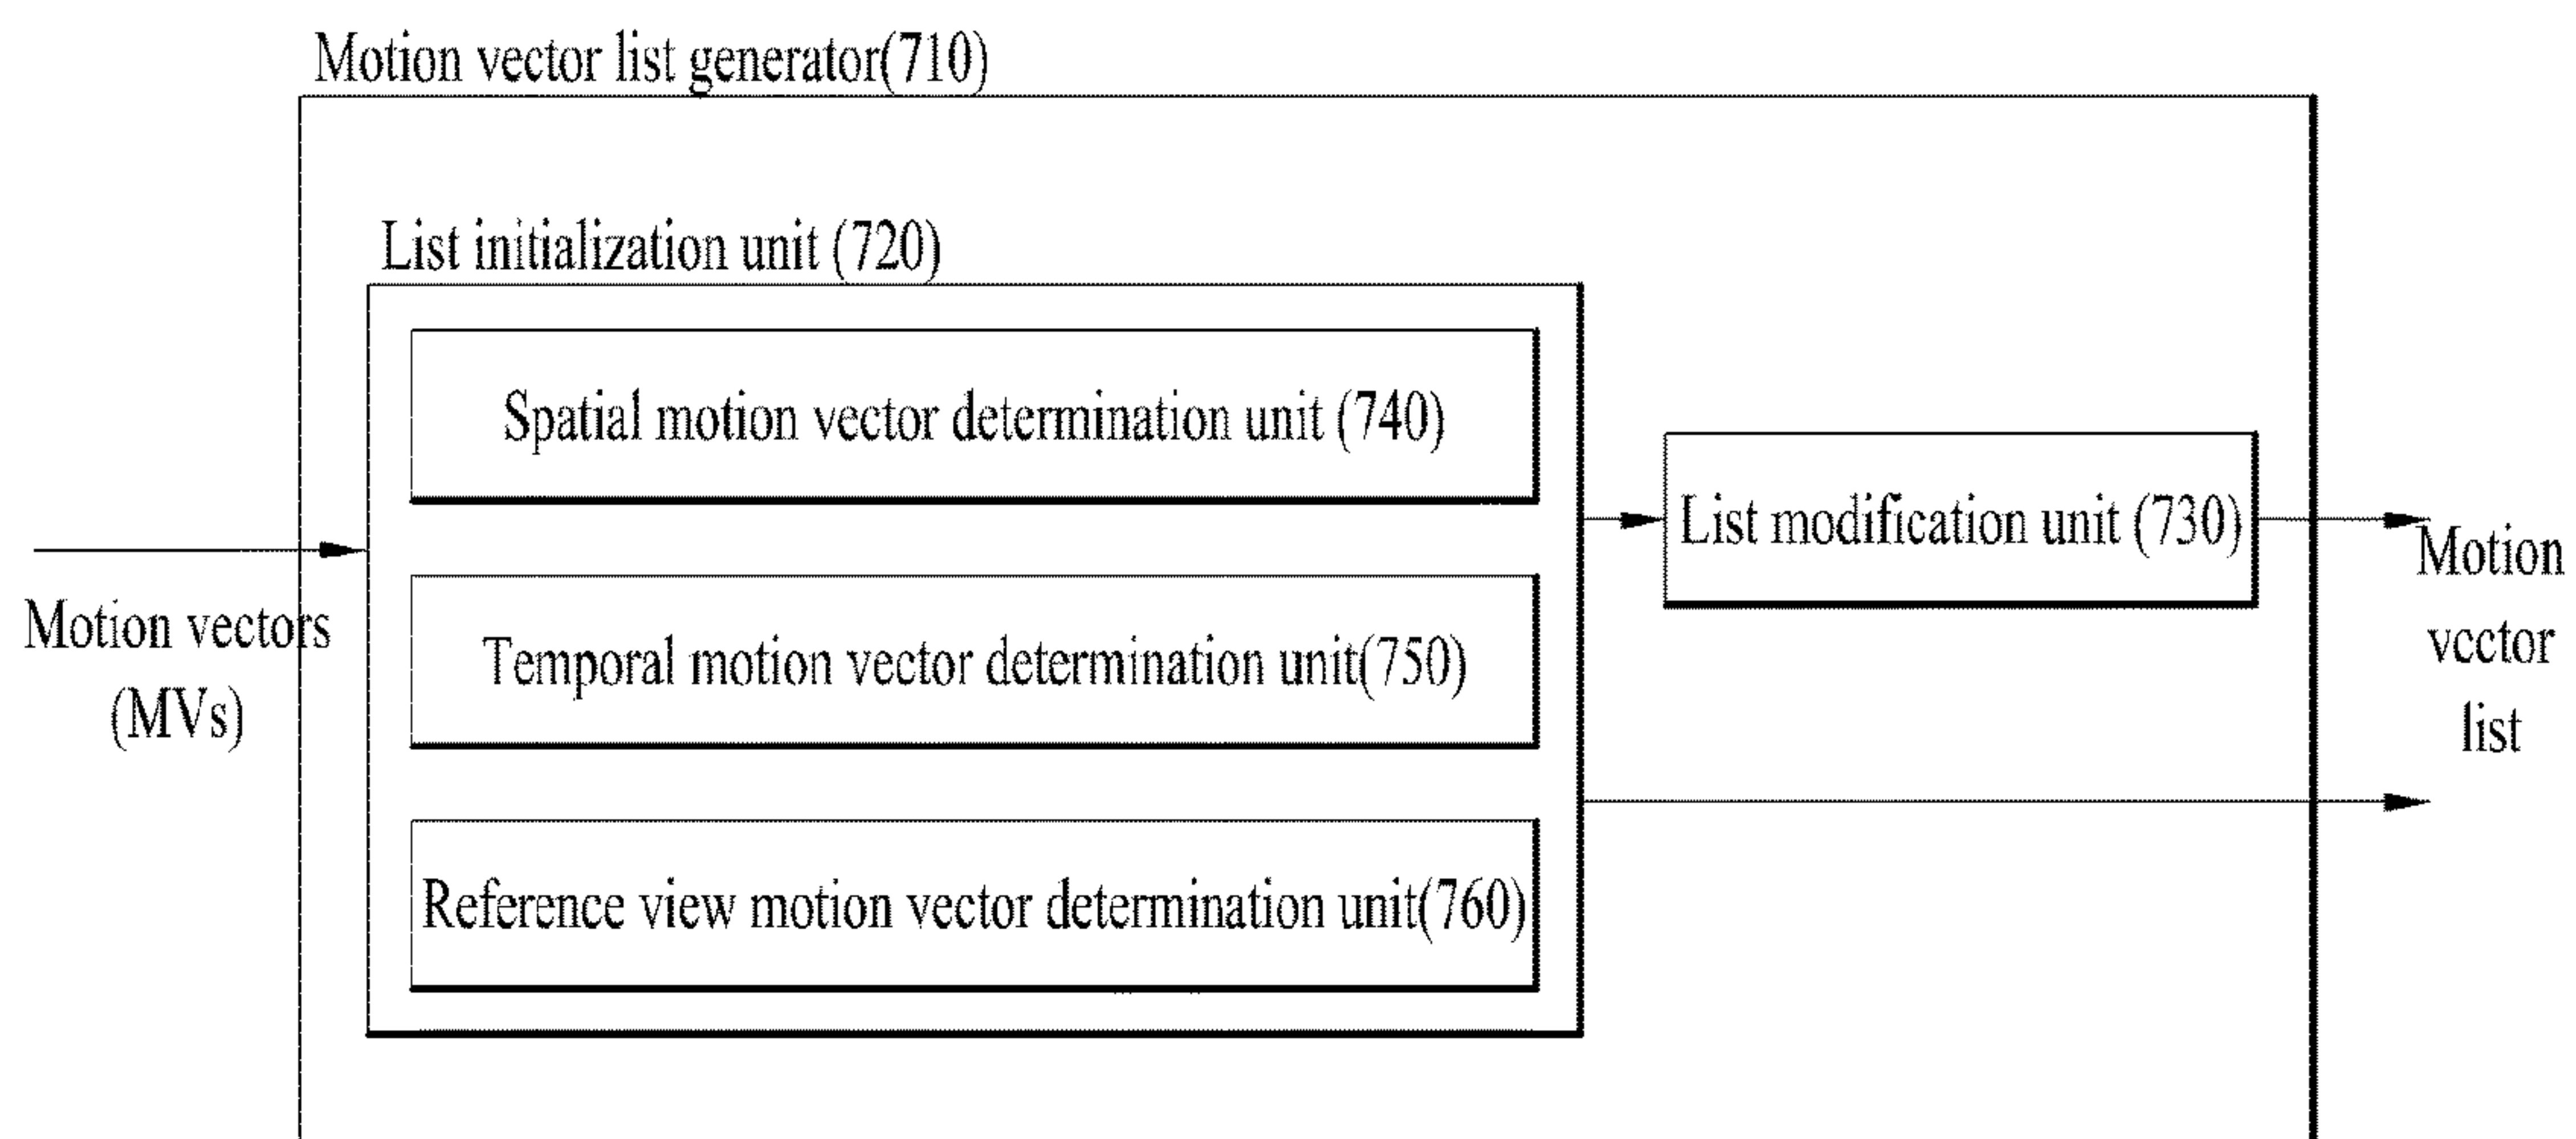 Motion vector list generator(710)
List initialization unit (720)
Spatial motion vector determination unit (740)
List modification unit (730)
Motion vectors
(MVs)
Temporal motion vector determination unit(750)
Motion
vector
list
Reference view motion vector determination unit(760)